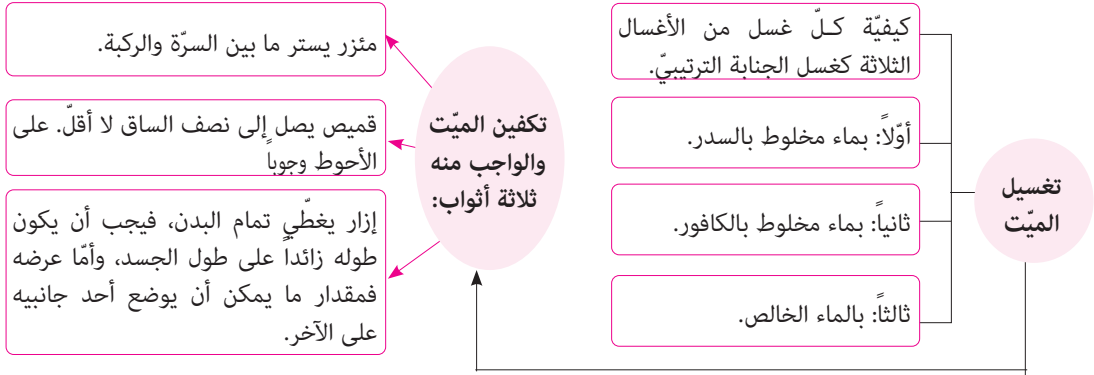 تغسيل
الميّت
كيفيّة كلّ غسل من الأغسال
الثلاثة كغسل الجنابة الترتيبيّ.
أوّلاً: بماء مخلوط بالسدر.
ثانياً: بماء مخلوط بالكافور.
ثالثاً: بالماء الخالص.
تكفين الميّت
والواجب منه
ثلاثة أثواب:
مئزر يستر ما بين السرّة والركبة.
قميص يصل إلى نصف الساق لا أقلّ. على
الأحوط وجوباً
إزار يغطّي تمام البدن، فيجب أن يكون
طوله زائداً على طول الجسد، وأمّا عرضه
فمقدار ما يمكن أن يوضع أحد جانبيه
على الآخر.